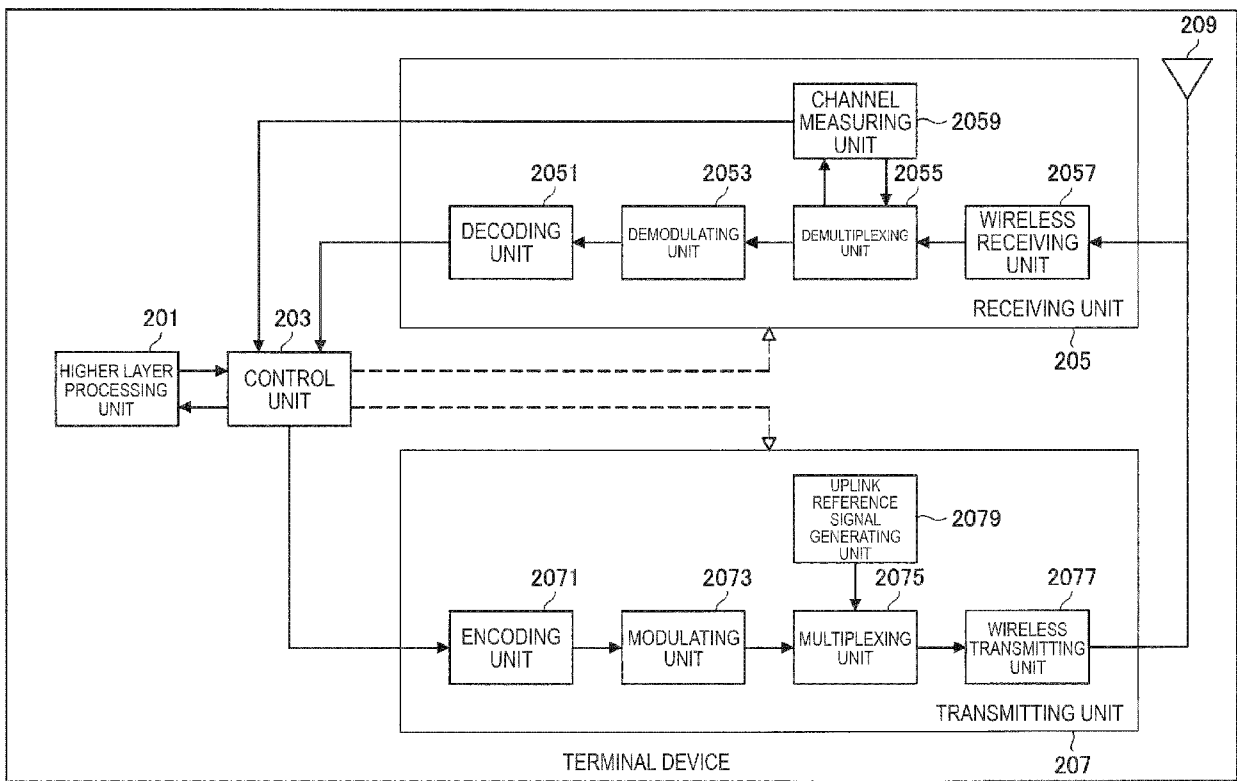 209
CHANNEL
MEASURING
UNIT
2059
2051
2053
2055
2057
DECODING
UNIT
DEMODULATING
UNIT
DEMULTIPLEXING
UNIT
WIRELESS
RECEIVING
UNIT
RECEIVING UNIT
205
201
203
HIGHER LAYER
PROCESSING
UNIT
CONTROL
UNIT
UPLINK
REFERENCE
SIGNAL
GENERATING
UNIT
2079
2071
2073
2075
2077
ENCODING
UNIT
MODULATING
UNIT
MULTIPLEXING
UNIT
WIRELESS
TRANSMITTING
UNIT
TRANSMITTING UNIT
207
TERMINAL DEVICE